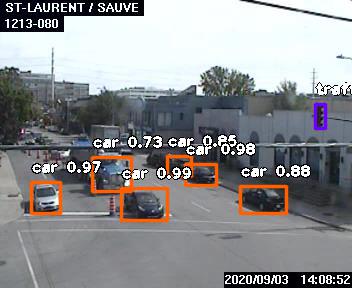 ST-LAURENT / SAUVE
1213-080
trai
car 0.73
car 0.85
car 0.98
car 0.97
car 0.99
car 0.88
2020/09/03 14:08:52